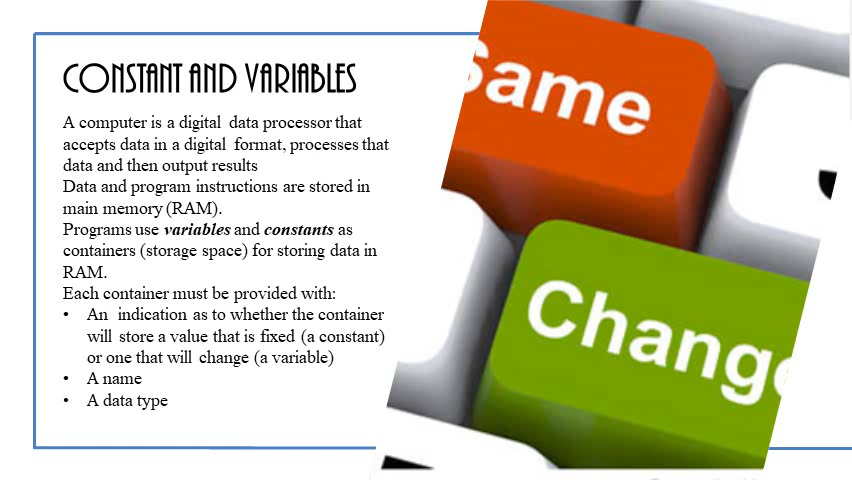 CONSTANT AND VARIABLES
A computer is a digital data processor that
accepts data in a digital format, processes that
data and then output results
Data and program instructions are stored in
main memory (RAM).
Programs use variables and constants as
containers (storage space) for storing data in
RAM.
Each container must be provided with:
• An indication as to whether the container
will store a value that is fixed (a constant)
or one that will change (a variable)
• A name
• A data type
Same
Change